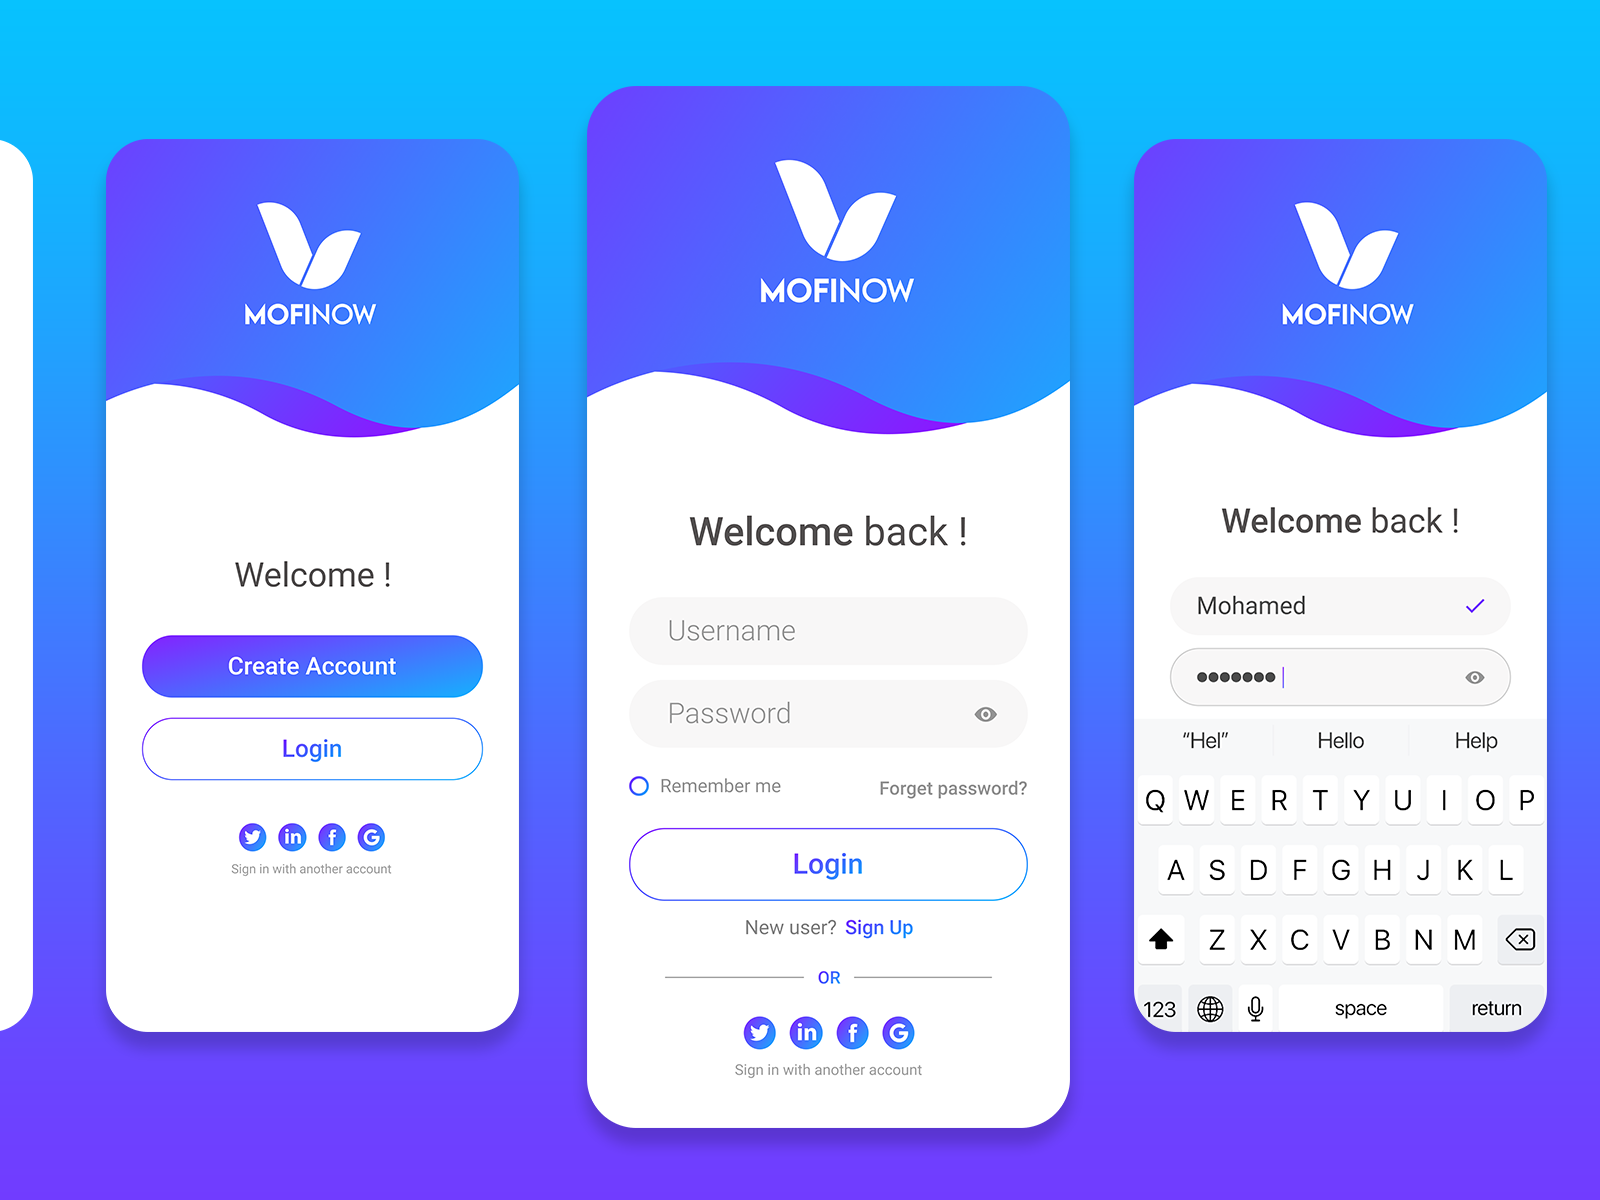 MOFINOW
Welcome !
Create Account
Login
in f G
Sign in with another account
MOFINOW
Welcome back !
Username
Password
Remember me
Forget password?
Login
New user? Sign Up
OR
in f G
Sign in with another account
MOFINOW
Welcome back !
Mohamed
•••••••
“Hel” Hello Help
Q W E R T Y U I O P
A S D F G H J K L
Z X C V B N M
123 space return